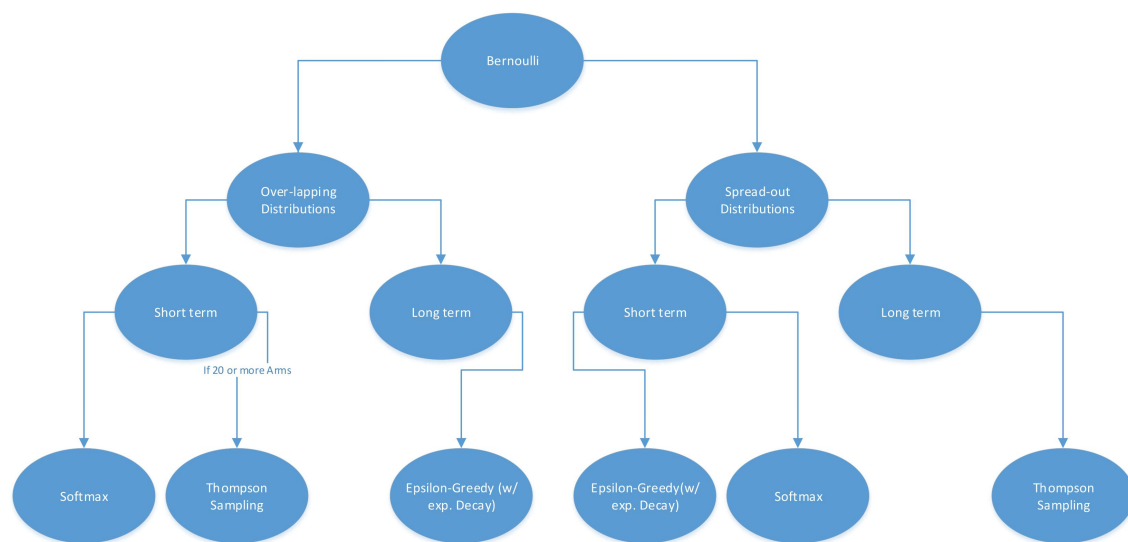 Bernoulli
Over-lapping
Distributions
Spread-out
Distributions
Short term
Long term
Short term
Long term
If 20 or more Arms
Softmax
Thompson
Sampling
Epsilon-Greedy (w/
exp. Decay)
Epsilon-Greedy(w/
exp. Decay)
Softmax
Thompson
Sampling